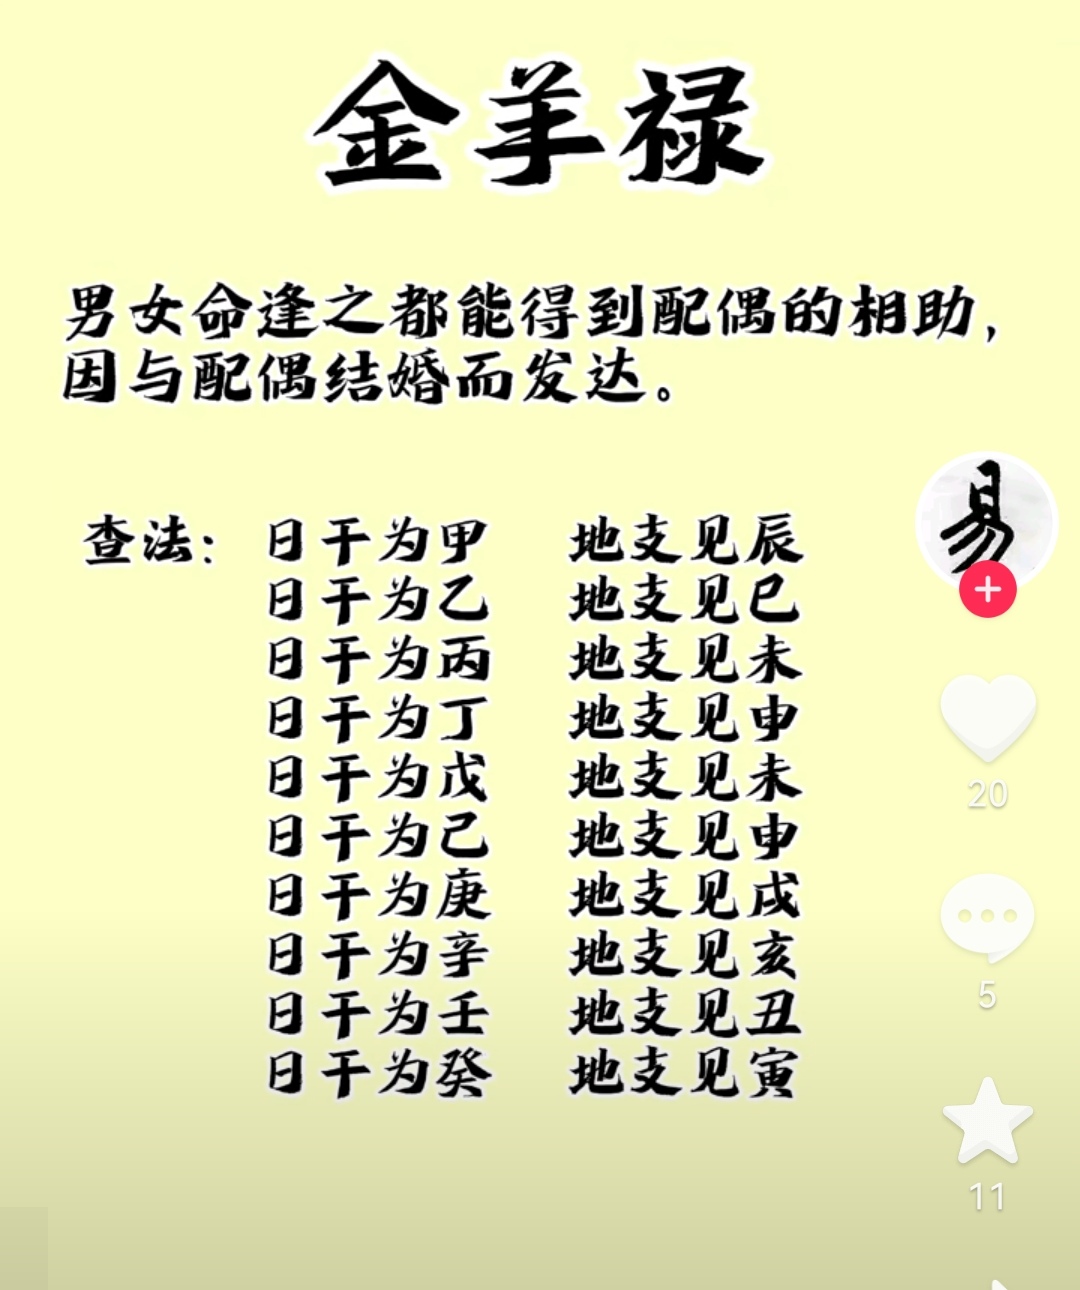 金羊禄
男女命逢之都能得到配偶的相助，
因与配偶结婚而发达。
查法： 日干为甲 地支见辰
日干为乙 地支见巳
日干为丙 地支见未
日干为丁 地支见申
日干为戊 地支见未
日干为己 地支见申
日干为庚 地支见戌
日干为辛 地支见亥
日干为壬 地支见丑
日干为癸 地支见寅
易
20
5
11